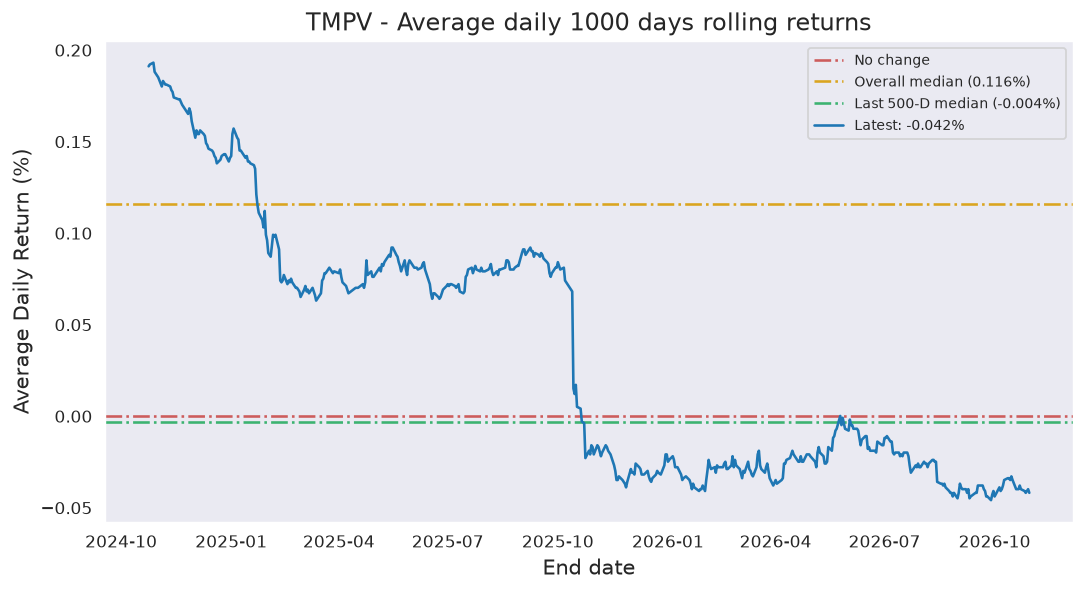 TMPV - Average daily 1000 days rolling returns
No change
Overall median (0.116%)
Last 500-D median (-0.004%)
Latest: -0.042%
Average Daily Return (%)
0.20
0.15
0.10
0.05
0.00
−0.05
2024-10 2025-01 2025-04 2025-07 2025-10 2026-01 2026-04 2026-07 2026-10
End date